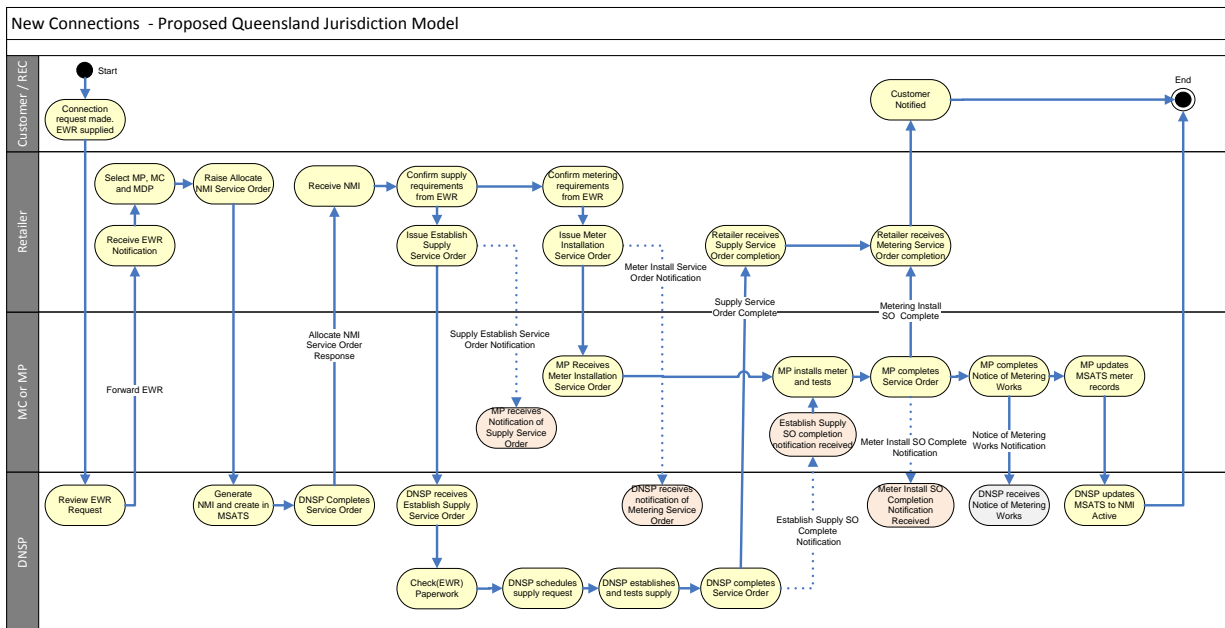 New Connections - Proposed Queensland Jurisdiction Model
Customer / REC
Start
Connection
request made.
EWR supplied
Customer
Notified
End
Retailer
Select MP, MC
and MDP
Raise Allocate
NMI Service Order
Receive NMI
Confirm supply
requirements
from EWR
Confirm metering
requirements
from EWR
Receive EWR
Notification
Issue Establish
Supply
Service Order
Issue Meter
Installation
Service Order
Retailer receives
Supply Service
Order completion
Retailer receives
Metering Service
Order completion
Meter Install Service
Order Notification
Supply Service
Order Complete
Metering Install
SO Complete
MC or MP
Allocate NMI
Service Order
Response
Supply Establish Service
Order Notification
Forward EWR
MP Receives
Meter Installation
Service Order
MP installs meter
and tests
MP completes
Service Order
MP completes
Notice of Metering
Works
MP updates
MSATS meter
records
MP receives
Notification of
Supply Service
Order
Establish Supply
SO completion
notification received
Meter Install SO Complete
Notification
Notice of Metering
Works Notification
DNSP
Review EWR
Request
Generate
NMI and create in
MSATS
DNSP Completes
Service Order
DNSP receives
Establish Supply
Service Order
DNSP receives
notification of
Metering Service
Order
Establish Supply SO
Complete
Notification
Meter Install SO
Completion
Notification
Received
DNSP receives
Notice of Metering
Works
DNSP updates
MSATS to NMI
Active
Check(EWR)
Paperwork
DNSP schedules
supply request
DNSP establishes
and tests supply
DNSP completes
Service Order